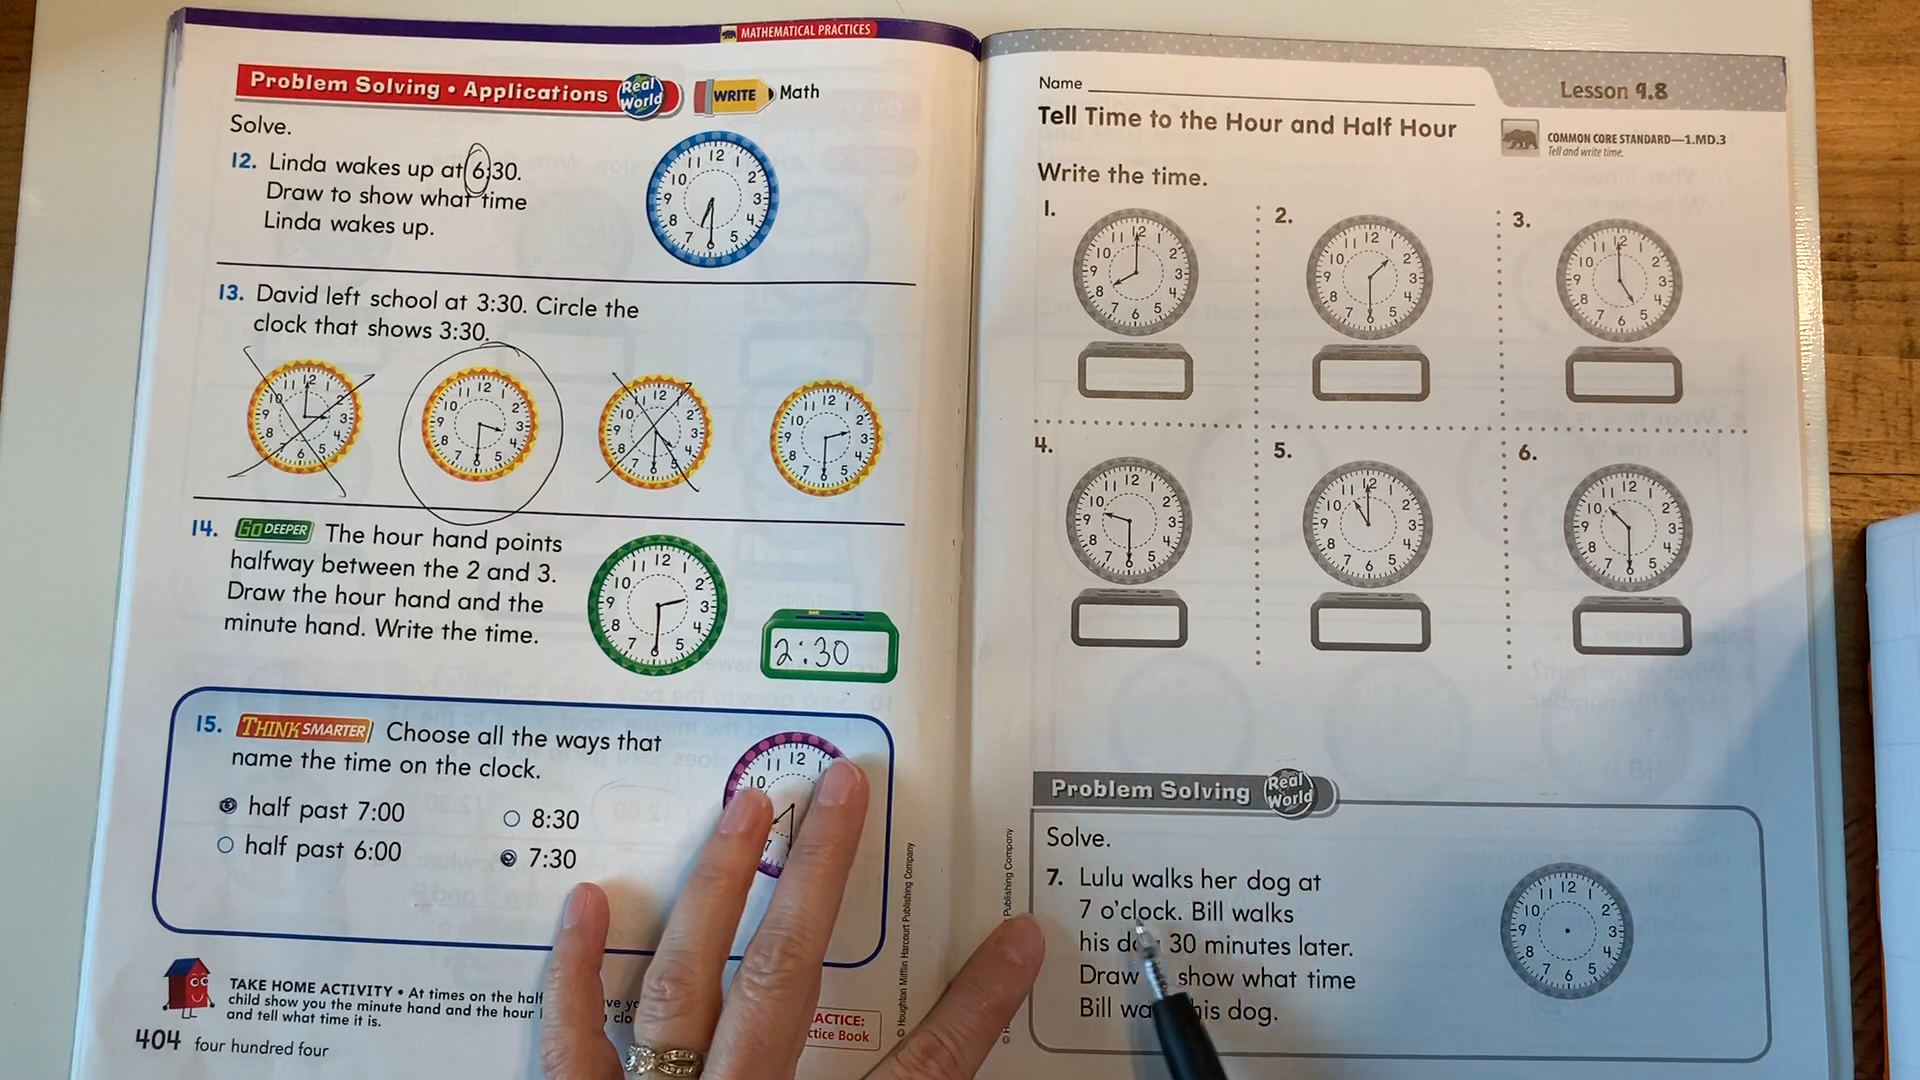 MATHEMATICAL PRACTICES
Problem Solving • Applications Real World WRITE Math
Solve.
12. Linda wakes up at 6:30.
Draw to show what time
Linda wakes up.
13. David left school at 3:30. Circle the
clock that shows 3:30.
14. GO DEEPER The hour hand points
halfway between the 2 and 3.
Draw the hour hand and the
minute hand. Write the time.
2:30
15. THINK SMARTER Choose all the ways that
name the time on the clock.
half past 7:00
8:30
half past 6:00
7:30
TAKE HOME ACTIVITY • At times on the half
child show you the minute hand and the hour
and tell what time it is.
404 four hundred four
© Houghton Mifflin Harcourt Publishing Company
Name
Lesson 9.8
Tell Time to the Hour and Half Hour
COMMON CORE STANDARD—1.MD.3
Tell and write time.
Write the time.
1.
2.
3.
4.
5.
6.
Problem Solving Real World
Solve.
7. Lulu walks her dog at
7 o'clock. Bill walks
his 30 minutes later.
Draw show what time
Bill his dog.
Publishing Company